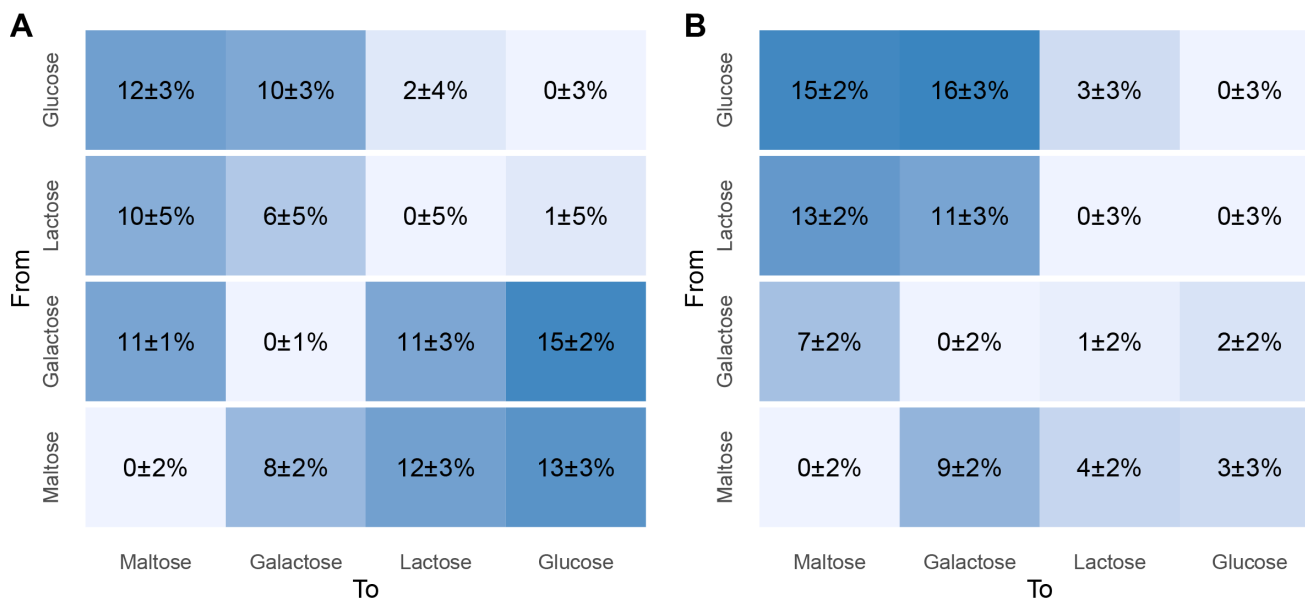 A
From
Glucose
12±3% 10±3% 2±4% 0±3%
Lactose
10±5% 6±5% 0±5% 1±5%
Galactose
11±1% 0±1% 11±3% 15±2%
Maltose
0±2% 8±2% 12±3% 13±3%
Maltose Galactose Lactose Glucose
To
B
From
Glucose
15±2% 16±3% 3±3% 0±3%
Lactose
13±2% 11±3% 0±3% 0±3%
Galactose
7±2% 0±2% 1±2% 2±2%
Maltose
0±2% 9±2% 4±2% 3±3%
Maltose Galactose Lactose Glucose
To